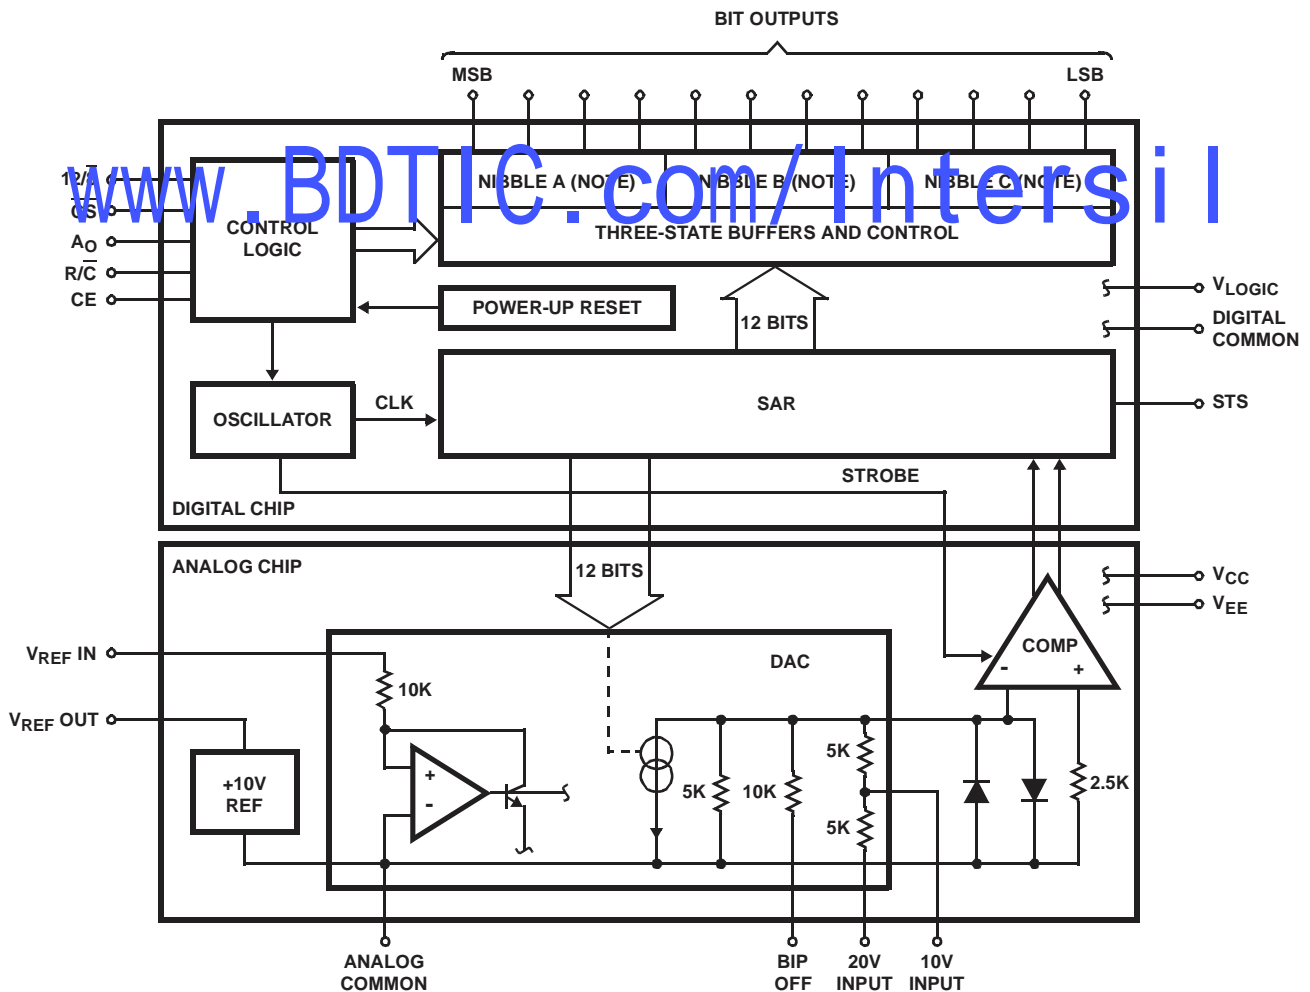 BIT OUTPUTS
MSB
LSB
www.BDTIC.com/Intersil
12/8̅
C̅S̅
AO
R/C̅
CE
CONTROL
LOGIC
NIBBLE A (NOTE)
NIBBLE B (NOTE)
NIBBLE C (NOTE)
THREE-STATE BUFFERS AND CONTROL
POWER-UP RESET
12 BITS
VLOGIC
DIGITAL
COMMON
OSCILLATOR
CLK
SAR
STS
STROBE
DIGITAL CHIP
ANALOG CHIP
12 BITS
VCC
VEE
COMP
-
+
VREF IN
DAC
10K
VREF OUT
+10V
REF
+
-
5K
10K
5K
5K
2.5K
ANALOG
COMMON
BIP
OFF
20V
INPUT
10V
INPUT